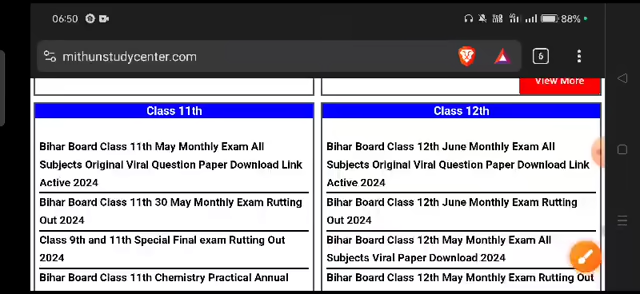 06:50 88%
mithunstudycenter.com 6
View More
Class 11th
Bihar Board Class 11th May Monthly Exam All
Subjects Original Viral Question Paper Download Link
Active 2024
Bihar Board Class 11th 30 May Monthly Exam Rutting
Out 2024
Class 9th and 11th Special Final exam Rutting Out
2024
Bihar Board Class 11th Chemistry Practical Annual
Class 12th
Bihar Board Class 12th June Monthly Exam All
Subjects Original Viral Question Paper Download Link
Active 2024
Bihar Board Class 12th June Monthly Exam Rutting
Out 2024
Bihar Board Class 12th May Monthly Exam All
Subjects Viral Paper Download 2024
Bihar Board Class 12th May Monthly Exam Rutting Out